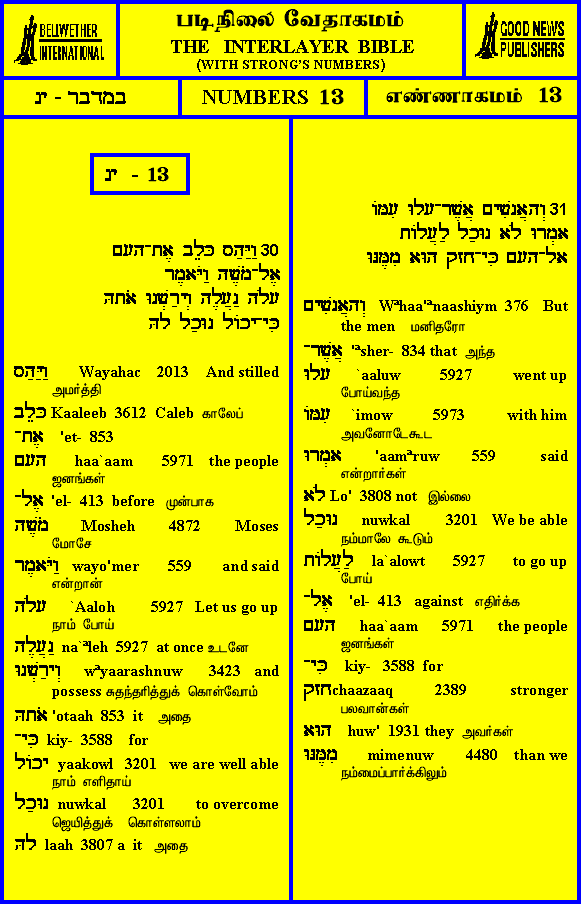 BELLWETHER
INTERNATIONAL
படிநிலை வேதாகமம்
THE INTERLAYER BIBLE
(WITH STRONG'S NUMBERS)
GOOD NEWS
PUBLISHERS
במדבר - יג
NUMBERS 13
எண்ணாகமம் 13
יג - 13
30 וַיַּהַס כָּלֵב אֶת־הָעָם
אֶל־מֹשֶׁה וַיֹּאמֶר
עָלֹה נַעֲלֶה וְיָרַשְׁנוּ אֹתָהּ
כִּי־יָכוֹל נוּכַל לָהּ
וַיַּהַס Wayahac 2013 And stilled
அமர்த்தி
כָּלֵב Kaaleeb 3612 Caleb காலேப்
אֶת־ 'et- 853
הָעָם haa`aam 5971 the people
ஜனங்கள்
אֶל־ 'el- 413 before முன்பாக
מֹשֶׁה Mosheh 4872 Moses
மோசே
וַיֹּאמֶר wayo'mer 559 and said
என்றான்
עָלֹה `Aaloh 5927 Let us go up
நாம் போய்
נַעֲלֶה na`ªleh 5927 at once உடனே
וְיָרַשְׁנוּ wªyaarashnuw 3423 and
possess சுதந்தரித்துக் கொள்வோம்
אֹתָהּ 'otaah 853 it அதை
כִּי־ kiy- 3588 for
יָכוֹל yaakowl 3201 we are well able
நாம் எளிதாய்
נוּכַל nuwkal 3201 to overcome
ஜெயித்துக் கொள்ளலாம்
לָהּ laah 3807 a it அதை
31 וְהָאֲנָשִׁים אֲשֶׁר־עָלוּ עִמּוֹ
אָמְרוּ לֹא נוּכַל לַעֲלוֹת
אֶל־הָעָם כִּי־חָזָק הוּא מִמֶּנּוּ
וְהָאֲנָשִׁים Wªhaa'ªnaashiym 376 But
the men மனிதரோ
אֲשֶׁר־ 'ªsher- 834 that அந்த
עָלוּ `aaluw 5927 went up
போய்வந்த
עִמּוֹ `imow 5973 with him
அவனோடேகூட
אָמְרוּ 'aamªruw 559 said
என்றார்கள்
לֹא Lo' 3808 not இல்லை
נוּכַל nuwkal 3201 We be able
நம்மாலே கூடும்
לַעֲלוֹת la`alowt 5927 to go up
போய்
אֶל־ 'el- 413 against எதிர்க்க
הָעָם haa`aam 5971 the people
ஜனங்கள்
כִּי־ kiy- 3588 for
חָזָק chaazaaq 2389 stronger
பலவான்கள்
הוּא huw' 1931 they அவர்கள்
מִמֶּנּוּ mimenuw 4480 than we
நம்மைப்பார்க்கிலும்